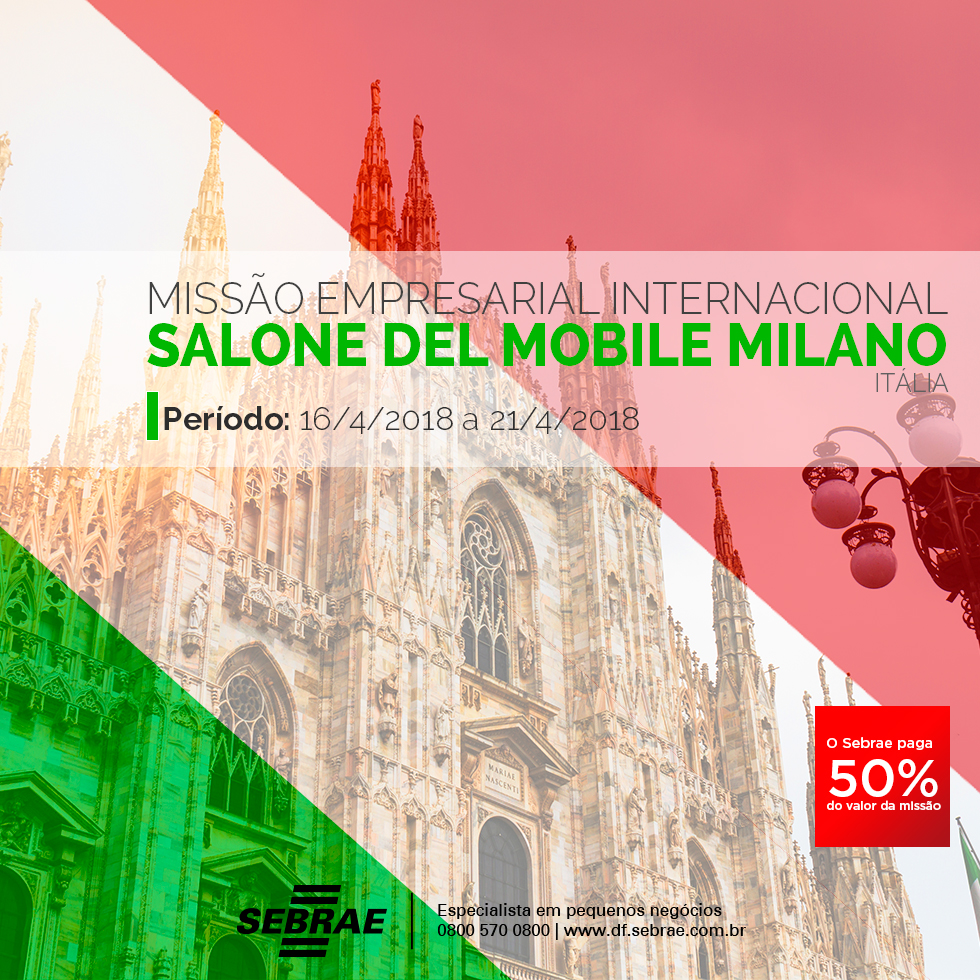 MISSÃO EMPRESARIAL INTERNACIONAL
SALONE DEL MOBILE MILANO
ITÁLIA
Período: 16/4/2018 a 21/4/2018
O Sebrae paga
50%
do valor da missão
MARIAE
NASCENTI
SEBRAE
Especialista em pequenos negócios
0800 570 0800 | www.df.sebrae.com.br